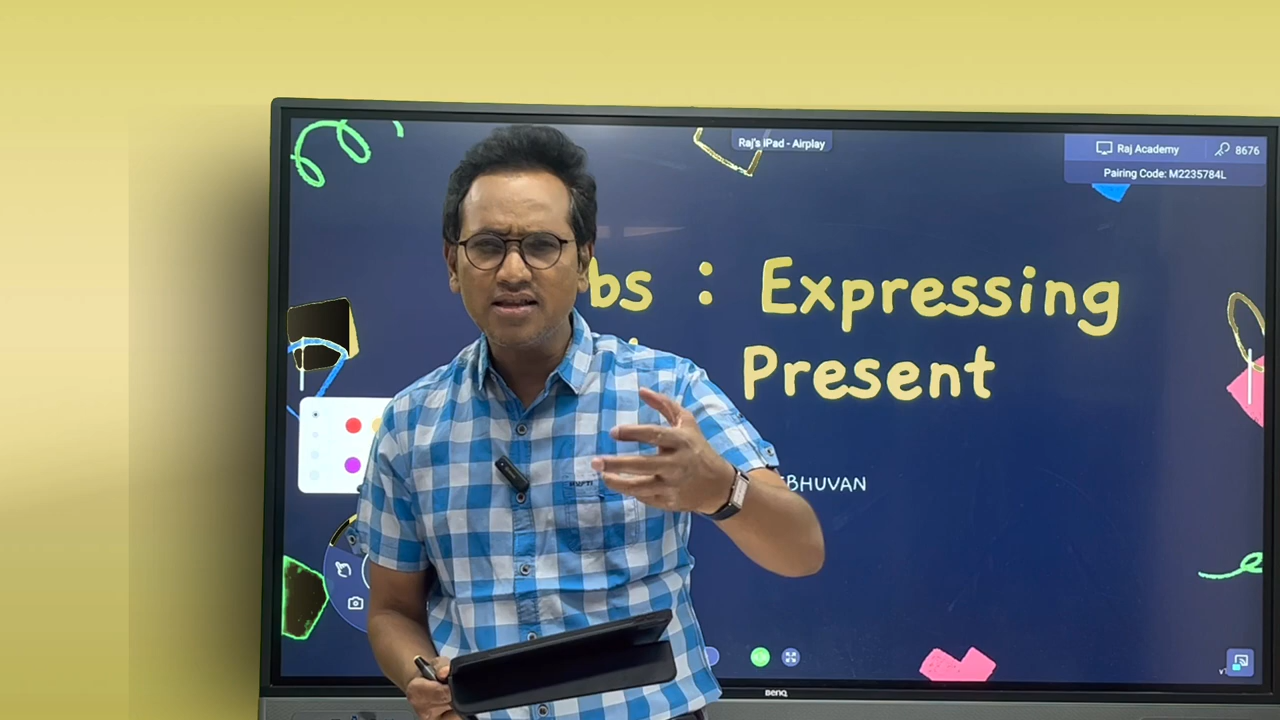 Raj's iPad - Airplay
Raj Academy
8676
Pairing Code: M2235784L
bs : Expressing
Present
BHUVAN
BenQ